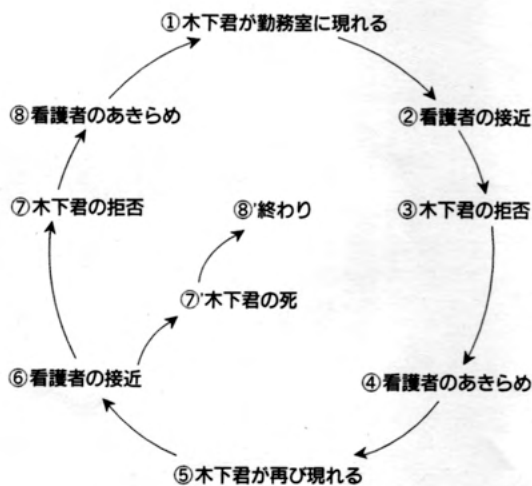 ①木下君が勤務室に現れる
②看護者の接近
③木下君の拒否
④看護者のあきらめ
⑤木下君が再び現れる
⑥看護者の接近
⑦木下君の拒否
⑧看護者のあきらめ
⑦'木下君の死
⑧'終わり